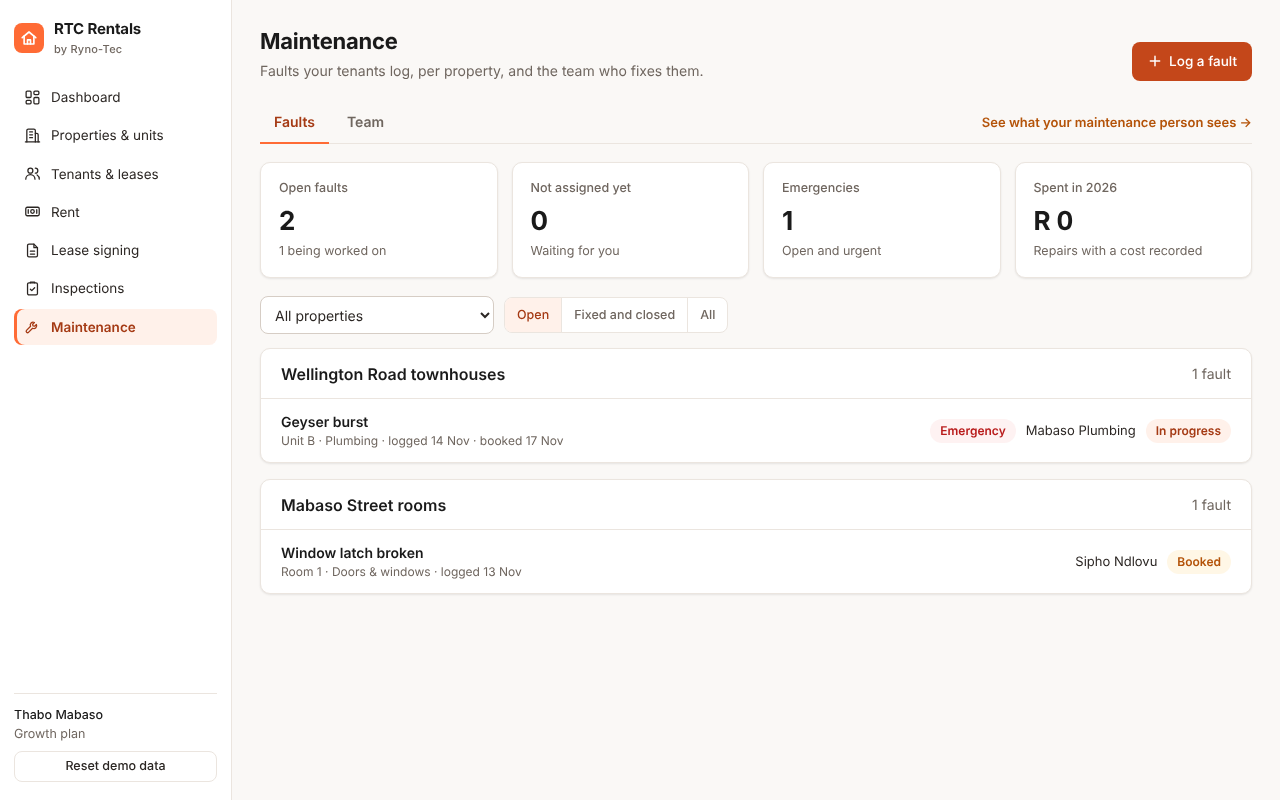 RTC Rentals
by Ryno-Tec
Dashboard
Properties & units
Tenants & leases
Rent
Lease signing
Inspections
Maintenance
Thabo Mabaso
Growth plan
Reset demo data
Maintenance
Faults your tenants log, per property, and the team who fixes them.
+ Log a fault
Faults Team
See what your maintenance person sees →
Open faults
2
1 being worked on
Not assigned yet
0
Waiting for you
Emergencies
1
Open and urgent
Spent in 2026
R 0
Repairs with a cost recorded
All properties
Open Fixed and closed All
Wellington Road townhouses
1 fault
Geyser burst
Unit B · Plumbing · logged 14 Nov · booked 17 Nov
Emergency Mabaso Plumbing In progress
Mabaso Street rooms
1 fault
Window latch broken
Room 1 · Doors & windows · logged 13 Nov
Sipho Ndlovu Booked